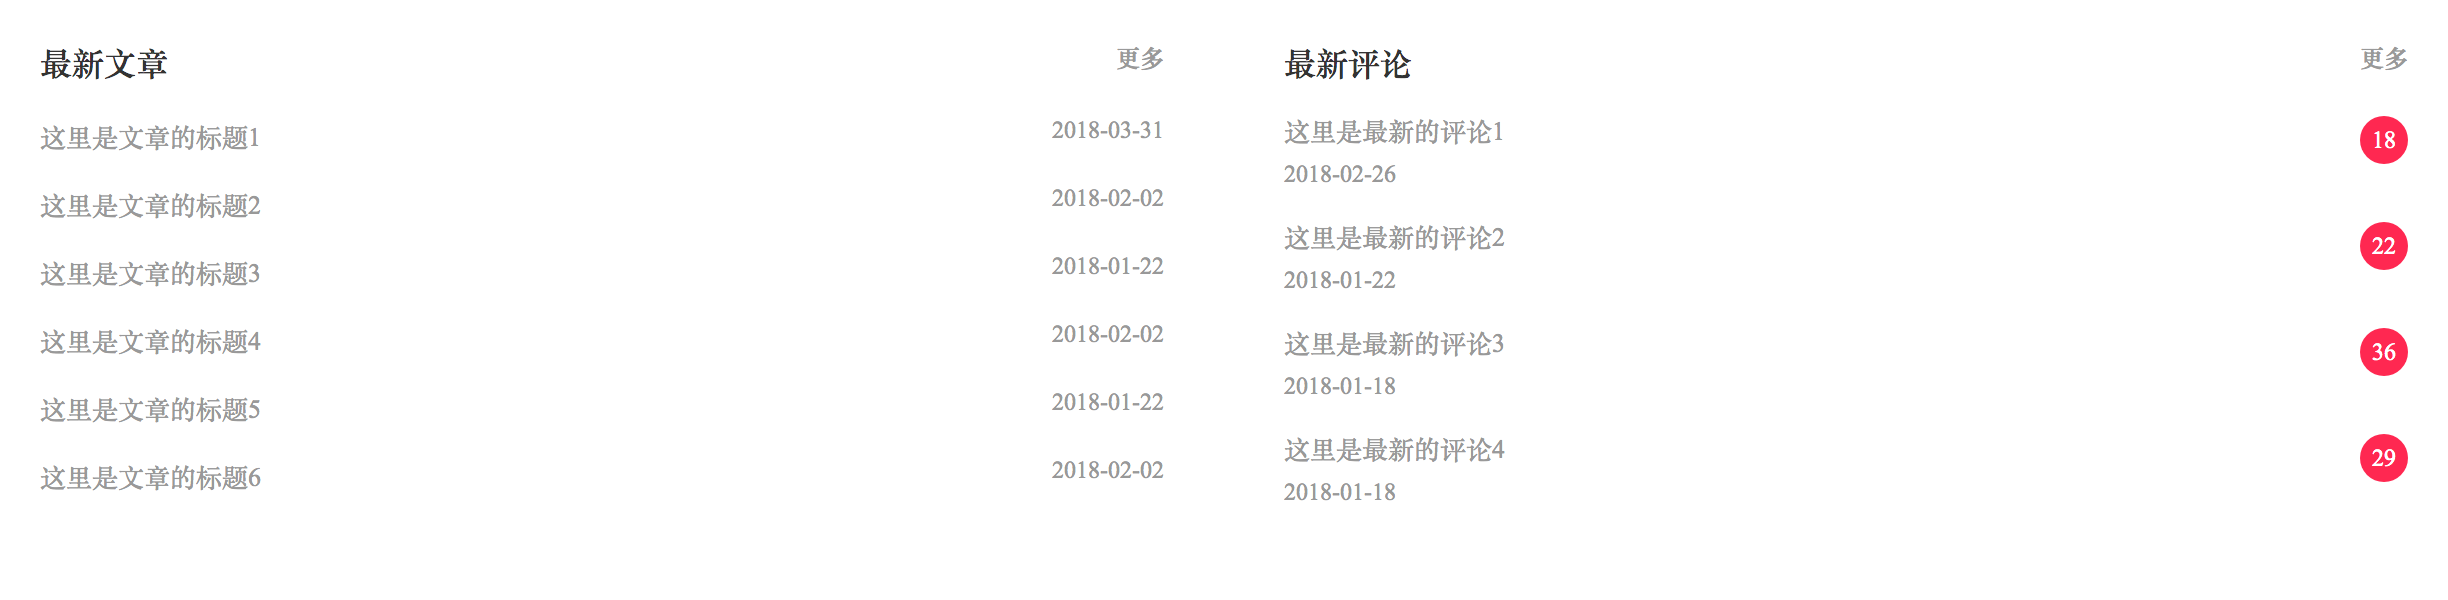 最新文章 更多
这里是文章的标题1 2018-03-31
这里是文章的标题2 2018-02-02
这里是文章的标题3 2018-01-22
这里是文章的标题4 2018-02-02
这里是文章的标题5 2018-01-22
这里是文章的标题6 2018-02-02
最新评论 更多
这里是最新的评论1 18
2018-02-26
这里是最新的评论2 22
2018-01-22
这里是最新的评论3 36
2018-01-18
这里是最新的评论4 29
2018-01-18